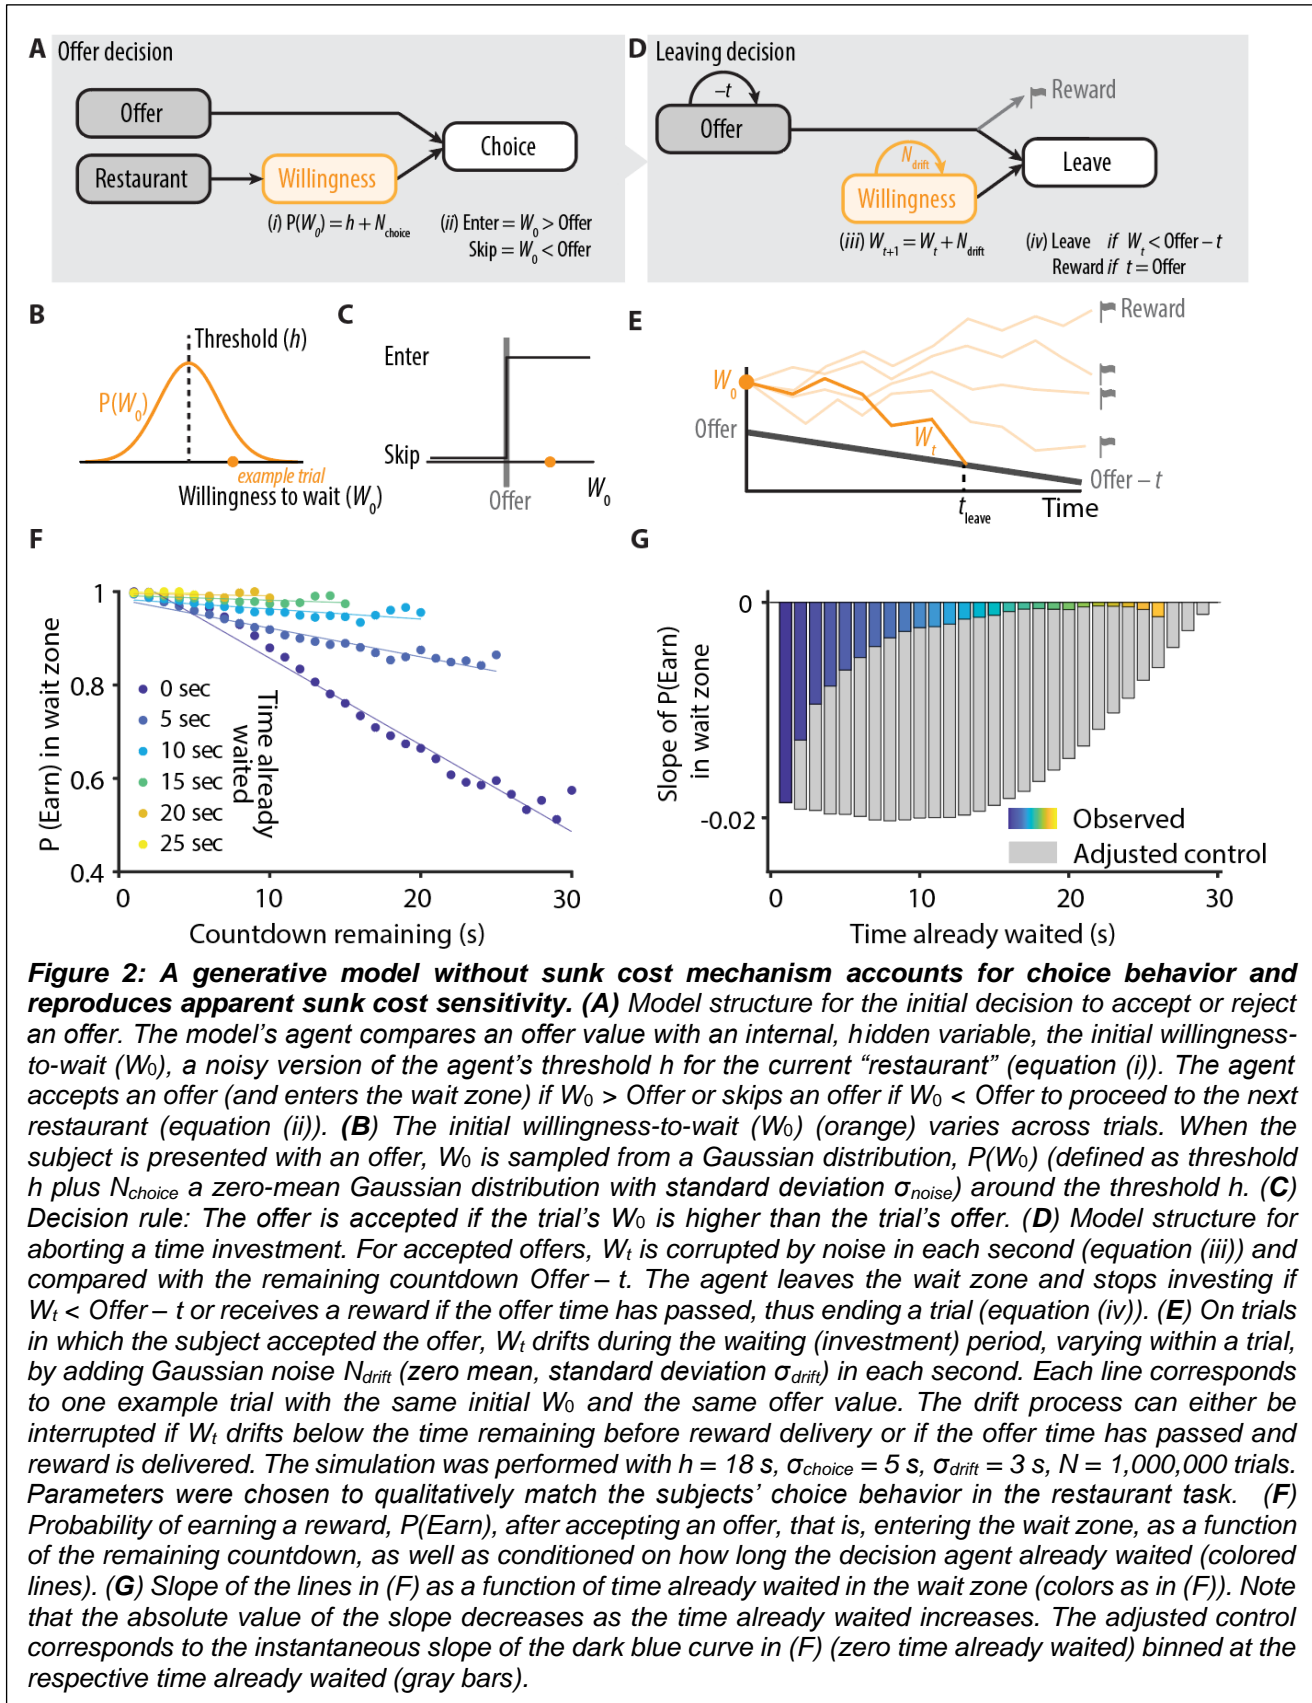 A Offer decision
Offer
Restaurant
Willingness
Choice
(i) P(W0) = h + Nchoice
(ii) Enter = W0 > Offer
Skip = W0 < Offer
D Leaving decision
–t
Offer
Reward
Ndrift
Willingness
Leave
(iii) Wt+1 = Wt + Ndrift
(iv) Leave if Wt < Offer – t
Reward if t = Offer
B
Threshold (h)
P(W0)
example trial
Willingness to wait (W0)
C
Enter
Skip
Offer
W0
E
Reward
W0
Offer
Wt
Offer – t
tleave
Time
F
1
0.8
0.6
0.4
P (Earn) in wait zone
0 sec
5 sec
10 sec
15 sec
20 sec
25 sec
Time already
waited
0 10 20 30
Countdown remaining (s)
G
0
-0.02
Slope of P(Earn)
in wait zone
Observed
Adjusted control
0 10 20 30
Time already waited (s)
Figure 2: A generative model without sunk cost mechanism accounts for choice behavior and
reproduces apparent sunk cost sensitivity. (A) Model structure for the initial decision to accept or reject
an offer. The model's agent compares an offer value with an internal, hidden variable, the initial willingness-
to-wait (W0), a noisy version of the agent's threshold h for the current “restaurant” (equation (i)). The agent
accepts an offer (and enters the wait zone) if W0 > Offer or skips an offer if W0 < Offer to proceed to the next
restaurant (equation (ii)). (B) The initial willingness-to-wait (W0) (orange) varies across trials. When the
subject is presented with an offer, W0 is sampled from a Gaussian distribution, P(W0) (defined as threshold
h plus Nchoice a zero-mean Gaussian distribution with standard deviation σnoise) around the threshold h. (C)
Decision rule: The offer is accepted if the trial's W0 is higher than the trial's offer. (D) Model structure for
aborting a time investment. For accepted offers, Wt is corrupted by noise in each second (equation (iii)) and
compared with the remaining countdown Offer – t. The agent leaves the wait zone and stops investing if
Wt < Offer – t or receives a reward if the offer time has passed, thus ending a trial (equation (iv)). (E) On trials
in which the subject accepted the offer, Wt drifts during the waiting (investment) period, varying within a trial,
by adding Gaussian noise Ndrift (zero mean, standard deviation σdrift) in each second. Each line corresponds
to one example trial with the same initial W0 and the same offer value. The drift process can either be
interrupted if Wt drifts below the time remaining before reward delivery or if the offer time has passed and
reward is delivered. The simulation was performed with h = 18 s, σchoice = 5 s, σdrift = 3 s, N = 1,000,000 trials.
Parameters were chosen to qualitatively match the subjects' choice behavior in the restaurant task. (F)
Probability of earning a reward, P(Earn), after accepting an offer, that is, entering the wait zone, as a function
of the remaining countdown, as well as conditioned on how long the decision agent already waited (colored
lines). (G) Slope of the lines in (F) as a function of time already waited in the wait zone (colors as in (F)). Note
that the absolute value of the slope decreases as the time already waited increases. The adjusted control
corresponds to the instantaneous slope of the dark blue curve in (F) (zero time already waited) binned at the
respective time already waited (gray bars).